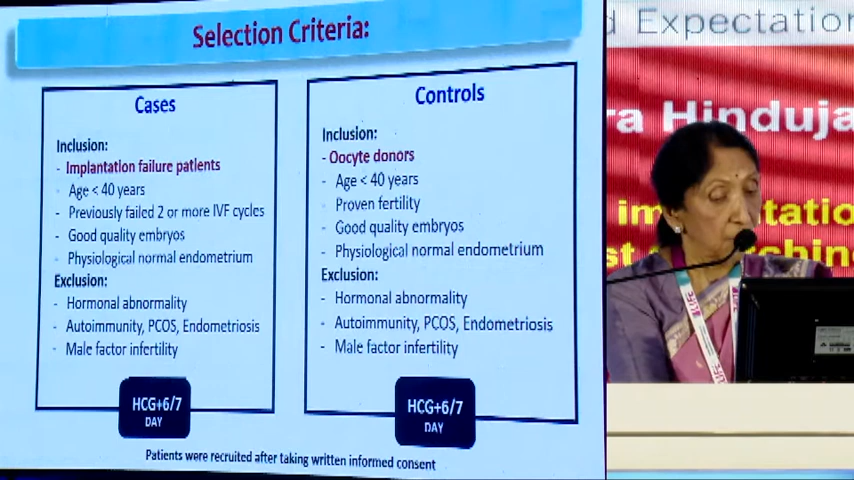 Selection Criteria:
Cases
Inclusion:
- Implantation failure patients
- Age < 40 years
- Previously failed 2 or more IVF cycles
- Good quality embryos
- Physiological normal endometrium
Exclusion:
- Hormonal abnormality
- Autoimmunity, PCOS, Endometriosis
- Male factor infertility
HCG+6/7
DAY
Controls
Inclusion:
- Oocyte donors
- Age < 40 years
- Proven fertility
- Good quality embryos
- Physiological normal endometrium
Exclusion:
- Hormonal abnormality
- Autoimmunity, PCOS, Endometriosis
- Male factor infertility
HCG+6/7
DAY
Patients were recruited after taking written informed consent
d Expectation
ra Hinduja